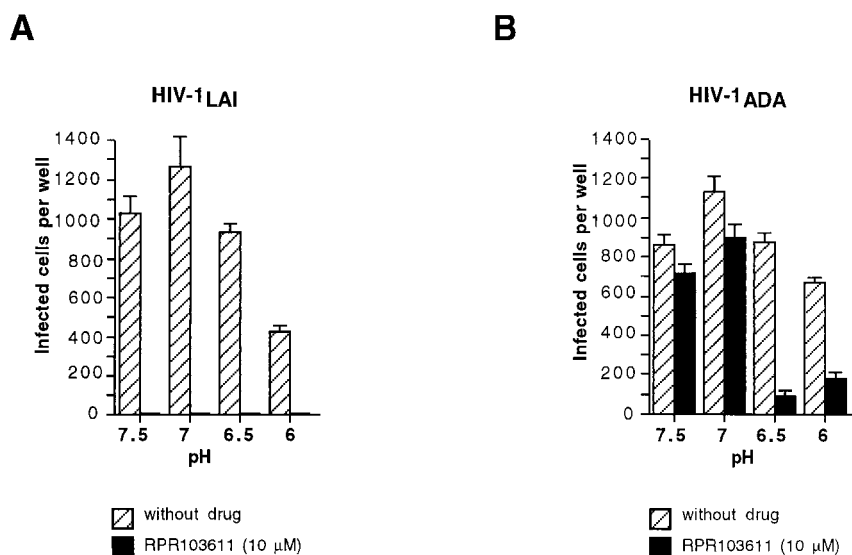 A
HIV-1LAI
Infected cells per well
1400
1200
1000
800
600
400
200
0
7.5 7 6.5 6
pH
without drug
RPR103611 (10 µM)
B
HIV-1ADA
Infected cells per well
1400
1200
1000
800
600
400
200
0
7.5 7 6.5 6
pH
without drug
RPR103611 (10 µM)